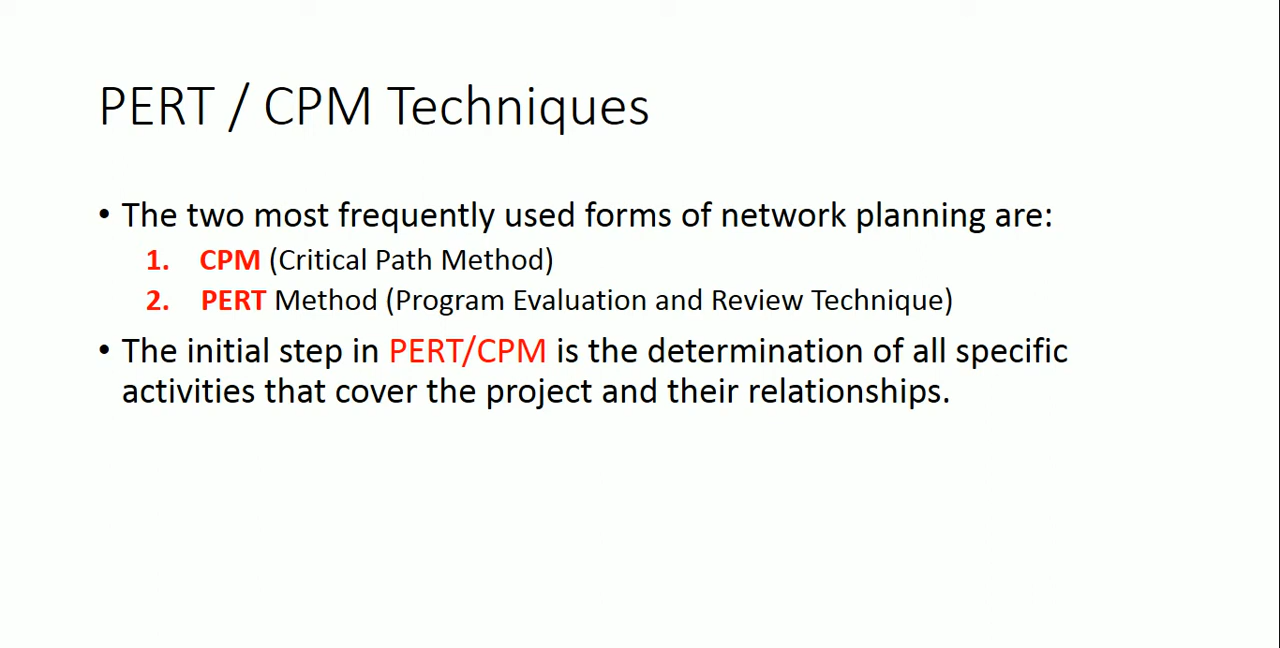 PERT / CPM Techniques
• The two most frequently used forms of network planning are:
1. CPM (Critical Path Method)
2. PERT Method (Program Evaluation and Review Technique)
• The initial step in PERT/CPM is the determination of all specific
activities that cover the project and their relationships.